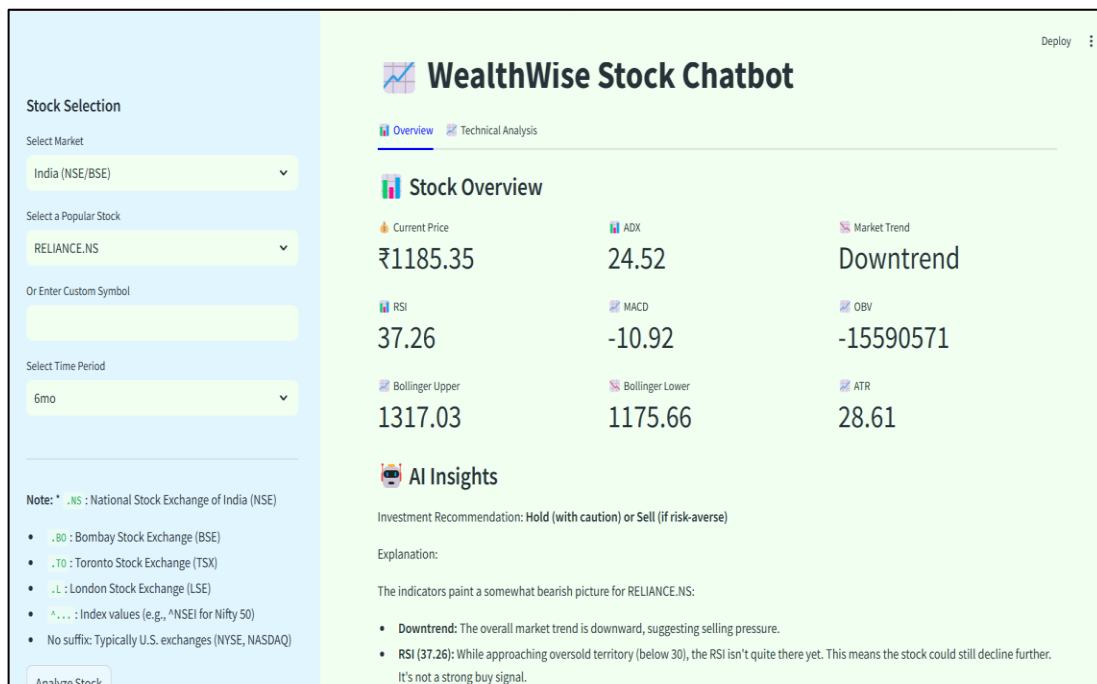 Deploy
WealthWise Stock Chatbot
Stock Selection
Select Market
India (NSE/BSE)
Select a Popular Stock
RELIANCE.NS
Or Enter Custom Symbol
Select Time Period
6mo
Note: * .NS : National Stock Exchange of India (NSE)
.BO : Bombay Stock Exchange (BSE)
.TO : Toronto Stock Exchange (TSX)
.L : London Stock Exchange (LSE)
^... : Index values (e.g., ^NSEI for Nifty 50)
No suffix: Typically U.S. exchanges (NYSE, NASDAQ)
Analyze Stock
Overview Technical Analysis
Stock Overview
Current Price ADX Market Trend
₹1185.35 24.52 Downtrend
RSI MACD OBV
37.26 -10.92 -15590571
Bollinger Upper Bollinger Lower ATR
1317.03 1175.66 28.61
AI Insights
Investment Recommendation: Hold (with caution) or Sell (if risk-averse)
Explanation:
The indicators paint a somewhat bearish picture for RELIANCE.NS:
Downtrend: The overall market trend is downward, suggesting selling pressure.
RSI (37.26): While approaching oversold territory (below 30), the RSI isn't quite there yet. This means the stock could still decline further.
It's not a strong buy signal.